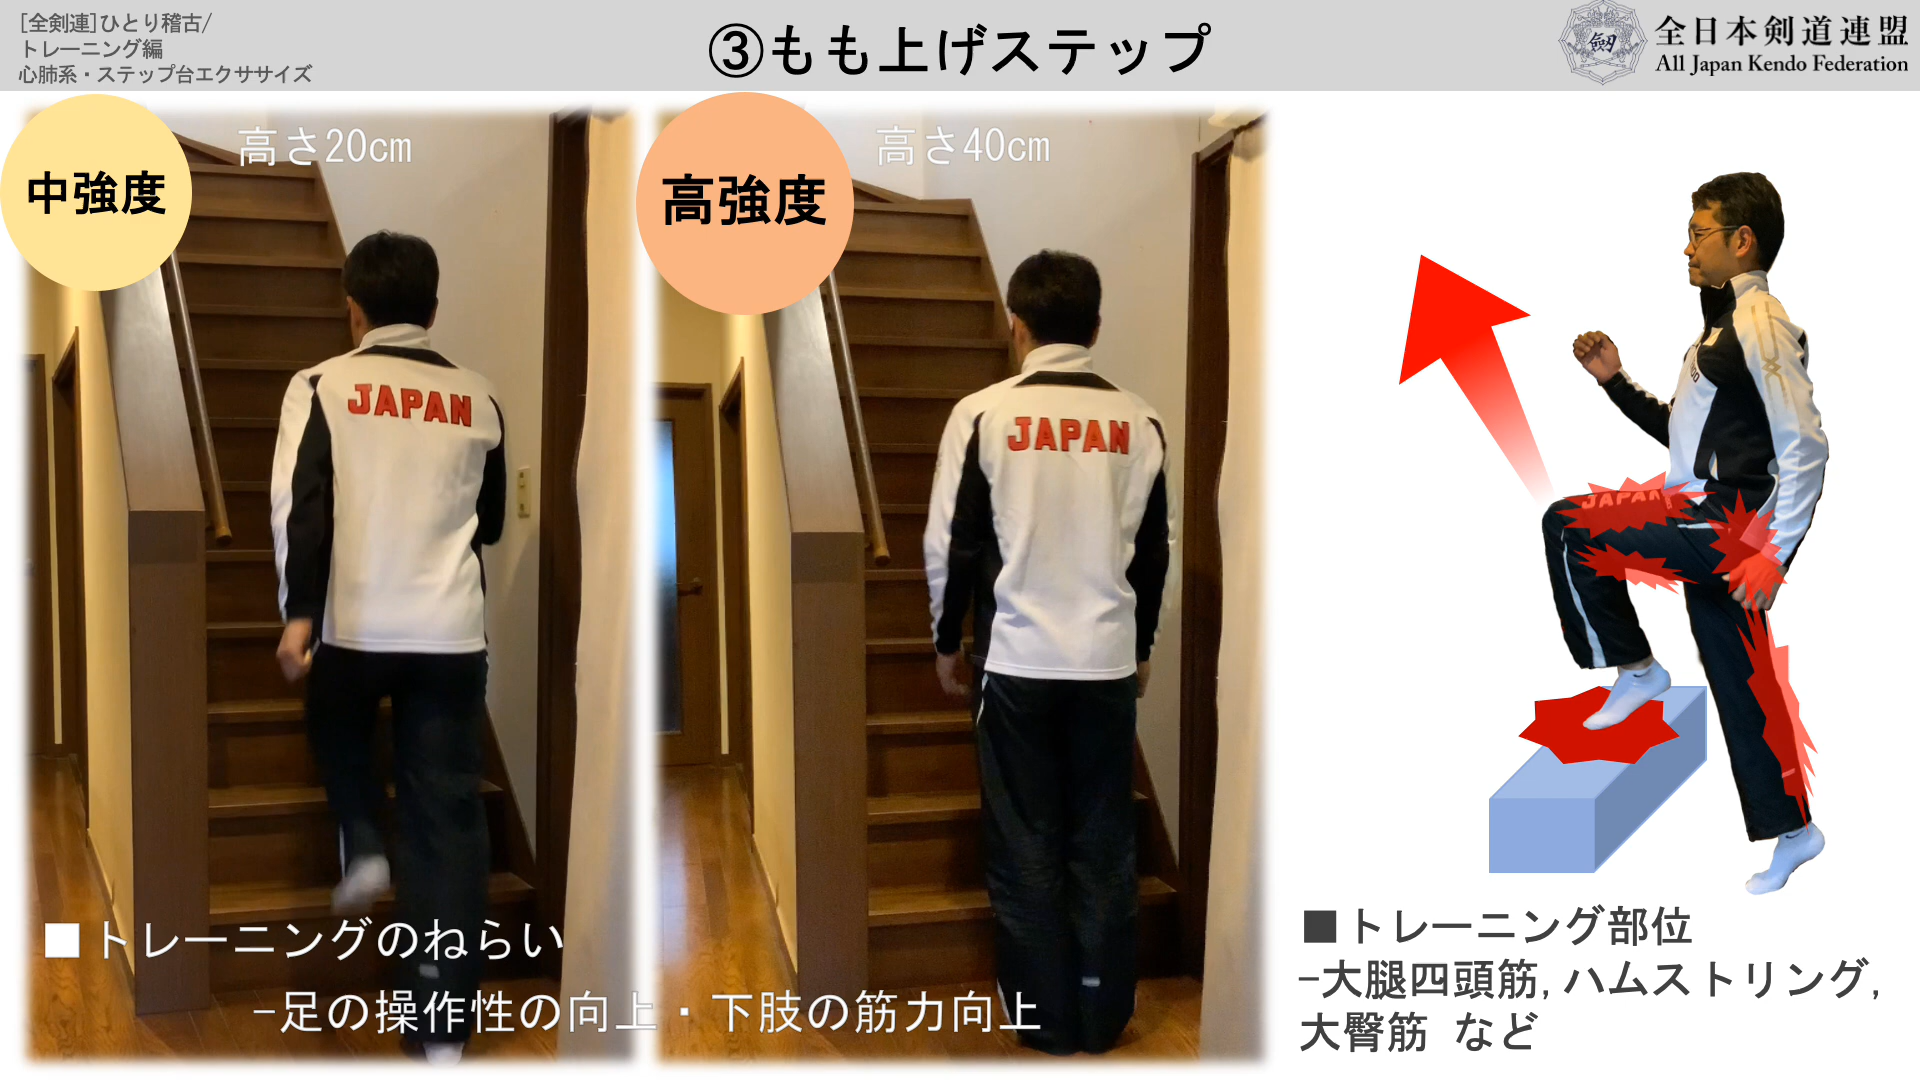 [全剣連]ひとり稽古/
トレーニング編
心肺系・ステップ台エクササイズ
③もも上げステップ
全日本剣道連盟
All Japan Kendo Federation
中強度
高さ20cm
高強度
高さ40cm
JAPAN
JAPAN
JAPAN
■トレーニングのねらい
−足の操作性の向上・下肢の筋力向上
■トレーニング部位
−大腿四頭筋,ハムストリング,
大臀筋 など